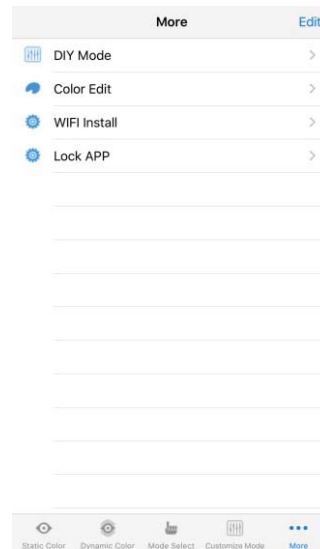 More Edit
DIY Mode
Color Edit
WIFI Install
Lock APP
Static Color Dynamic Color Mode Select Customize Mode More